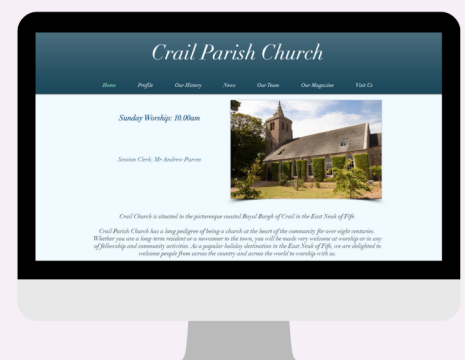 Crail Parish Church
Home Profile Our History News Our Team Our Magazine Visit Us
Sunday Worship: 10.00am
Session Clerk: Mr Andrew Purves
Crail Church is situated in the picturesque coastal Royal Burgh of Crail in the East Neuk of Fife
Crail Parish Church has a long pedigree of being a church at the heart of the community for over eight centuries.
Whether you are a long-term resident or a newcomer to the town, you will be made very welcome at worship or in any
of fellowship and community activities. As a popular holiday destination in the East Neuk of Fife, we are delighted to
welcome people from across the country and across the world to worship with us.